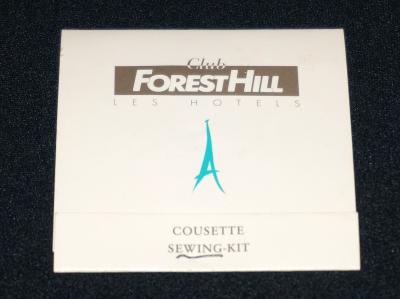 Club
FOREST HILL
LES HOTELS
COUSETTE
SEWING-KIT